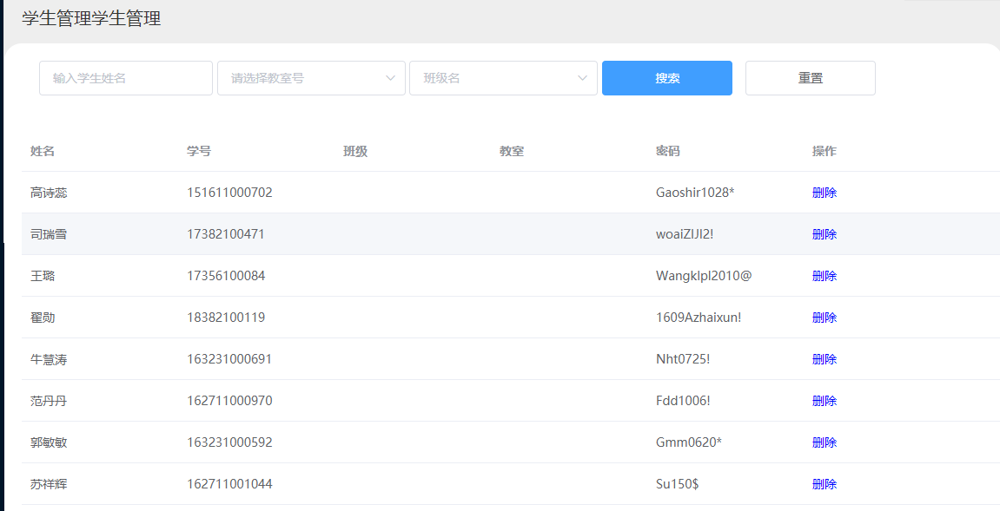 学生管理学生管理
输入学生姓名 请选择教室号 班级名 搜索 重置
姓名 学号 班级 教室 密码 操作
高诗蕊 151611000702 Gaoshir1028* 删除
司瑞雪 17382100471 woaiZIJI2! 删除
王璐 17356100084 Wangklpl2010@ 删除
翟勋 18382100119 1609Azhaixun! 删除
牛慧涛 163231000691 Nht0725! 删除
范丹丹 162711000970 Fdd1006! 删除
郭敏敏 163231000592 Gmm0620* 删除
苏祥辉 162711001044 Su150$ 删除